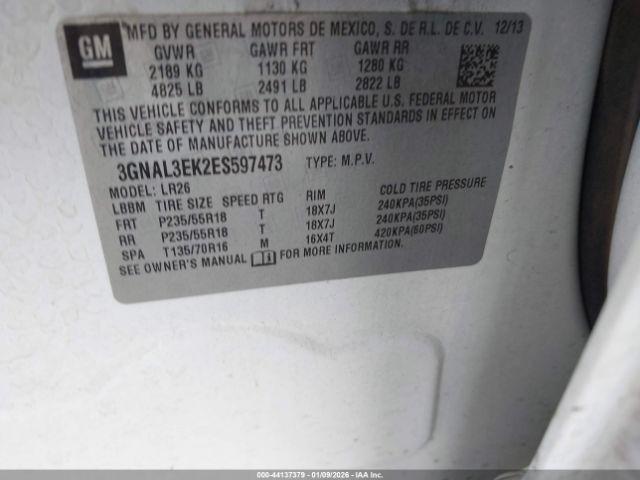 GM
MFD BY GENERAL MOTORS DE MEXICO, S. DE R.L. DE C.V. 12/13
GVWR GAWR FRT GAWR RR
2189 KG 1130 KG 1280 KG
4825 LB 2491 LB 2822 LB
THIS VEHICLE CONFORMS TO ALL APPLICABLE U.S. FEDERAL MOTOR
VEHICLE SAFETY AND THEFT PREVENTION STANDARDS IN EFFECT ON
THE DATE OF MANUFACTURE SHOWN ABOVE.
3GNAL3EK2ES597473 TYPE: M.P.V.
MODEL: LR26
LBBM TIRE SIZE SPEED RTG RIM COLD TIRE PRESSURE
FRT P235/55R18 T 18X7J 240KPA(35PSI)
RR P235/55R18 T 18X7J 240KPA(35PSI)
SPA T135/70R16 M 16X4T 420KPA(60PSI)
SEE OWNER'S MANUAL FOR MORE INFORMATION.
000-44137379 - 01/09/2026 - IAA Inc.